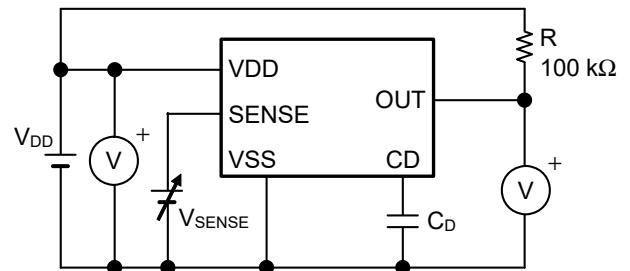 R
100 kΩ
VDD
OUT
SENSE
VDD
+
V
VSS
CD
+
V
VSENSE
CD